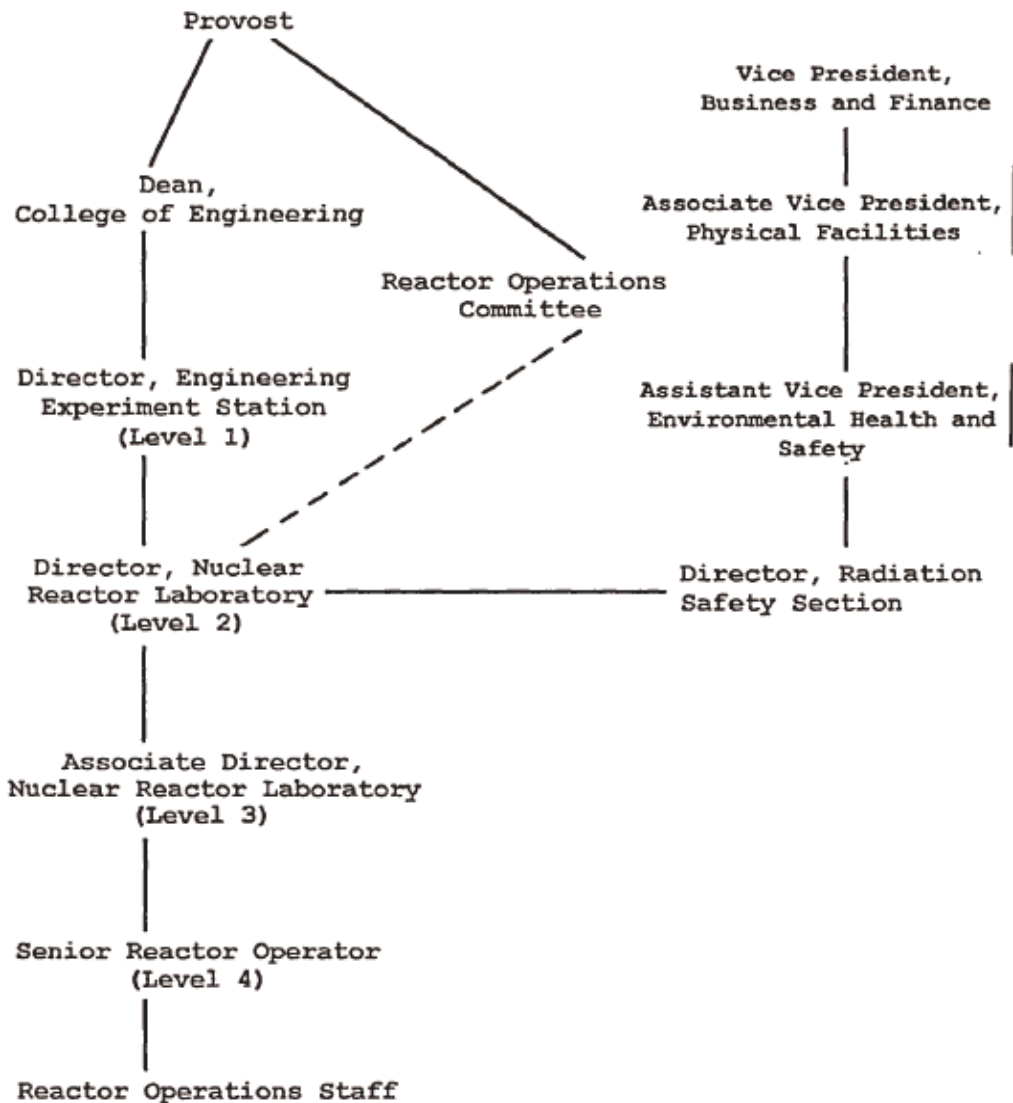 Provost
Vice President,
Business and Finance
Dean,
College of Engineering
Associate Vice President,
Physical Facilities
Reactor Operations
Committee
Director, Engineering
Experiment Station
(Level 1)
Assistant Vice President,
Environmental Health and
Safety
Director, Nuclear
Reactor Laboratory
(Level 2)
Director, Radiation
Safety Section
Associate Director,
Nuclear Reactor Laboratory
(Level 3)
Senior Reactor Operator
(Level 4)
Reactor Operations Staff